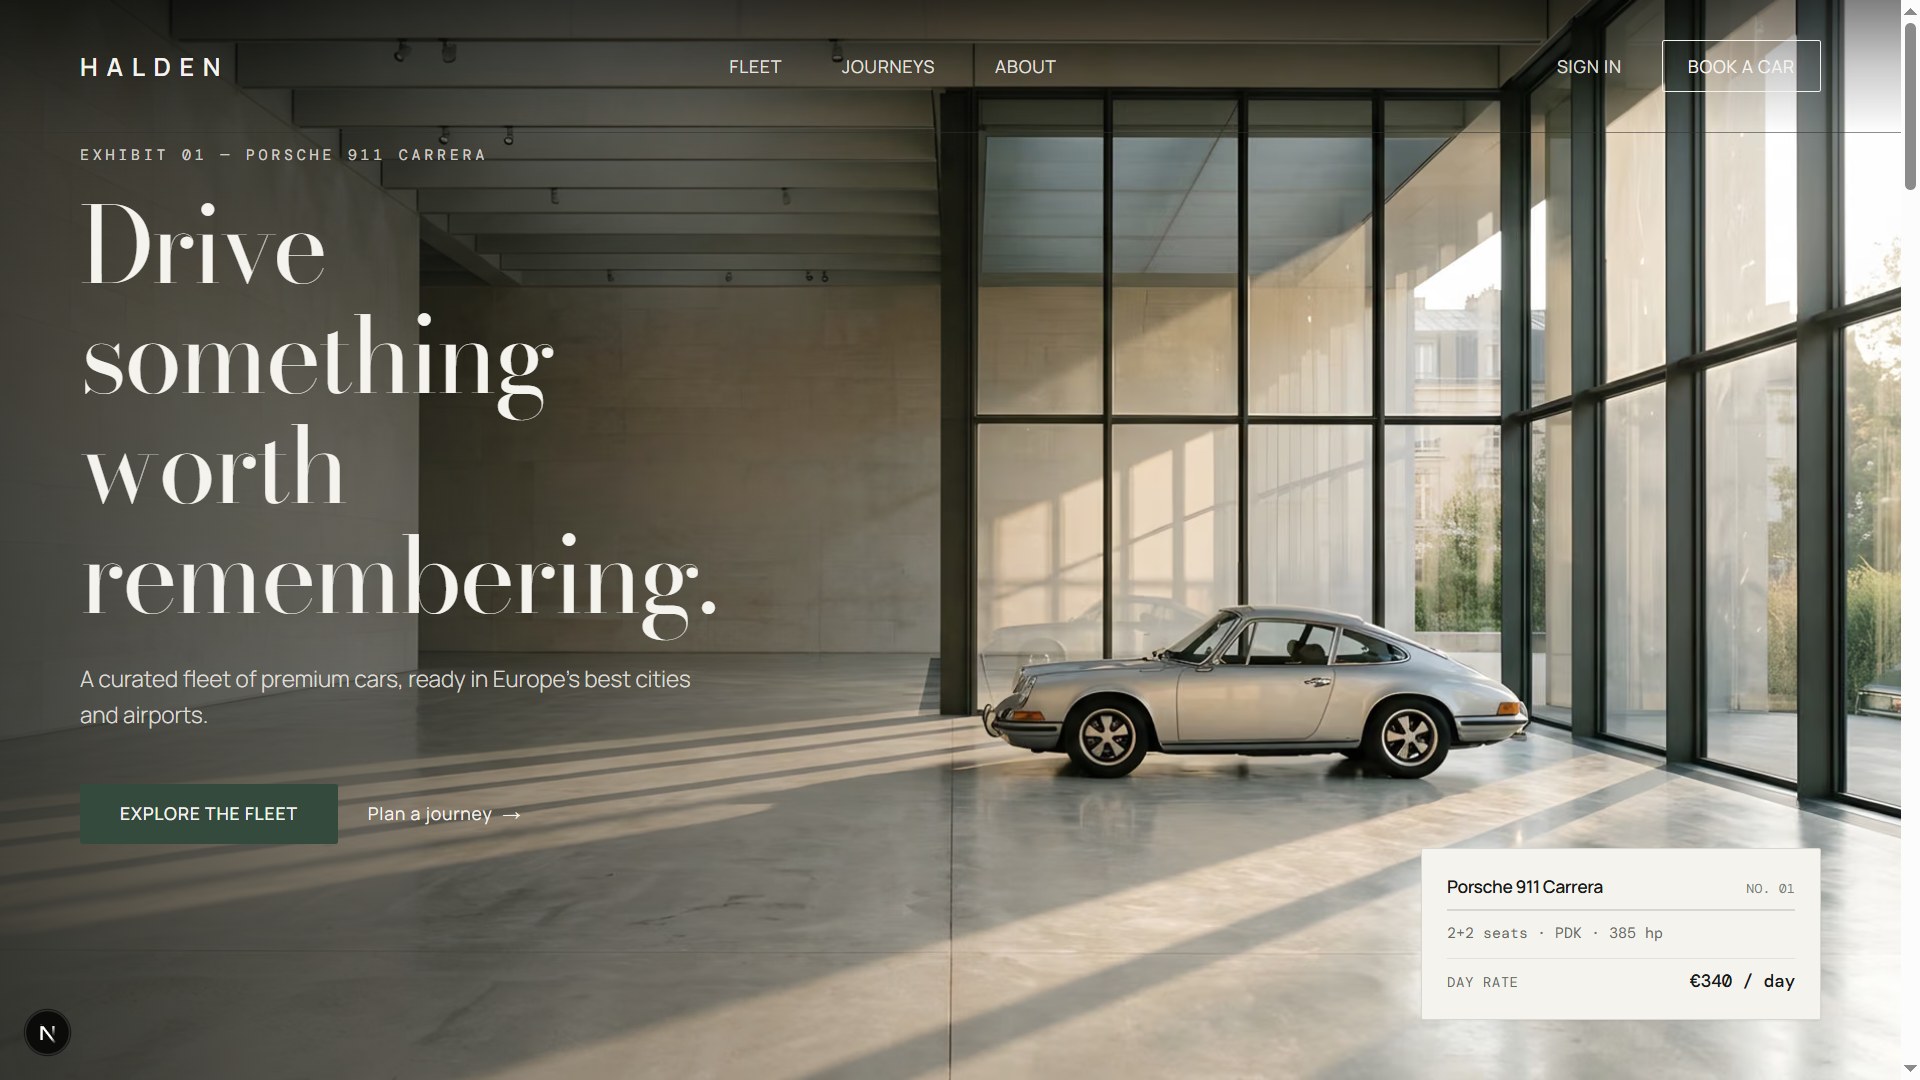 HALDEN
FLEET JOURNEYS ABOUT
SIGN IN BOOK A CAR
EXHIBIT 01 — PORSCHE 911 CARRERA
Drive
something
worth
remembering.
A curated fleet of premium cars, ready in Europe's best cities
and airports.
EXPLORE THE FLEET Plan a journey →
Porsche 911 Carrera NO. 01
2+2 seats · PDK · 385 hp
DAY RATE €340 / day
N